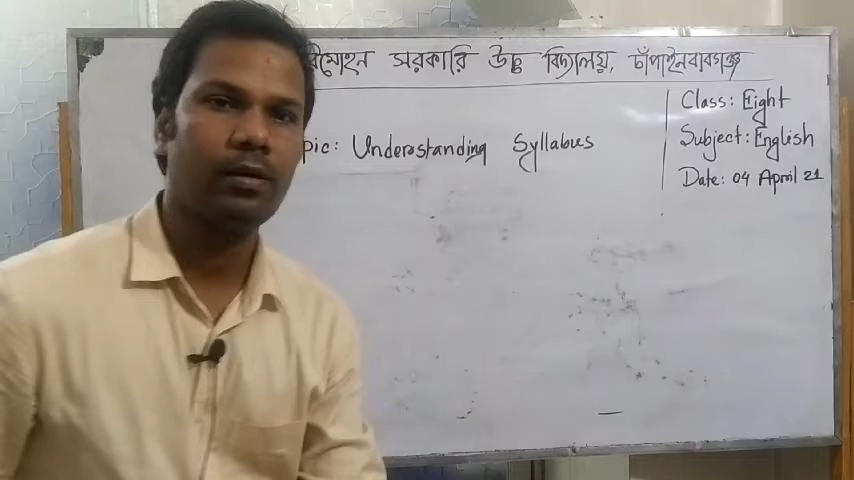 মোহন সরকারি উচ্চ বিদ্যালয়, চাঁপাইনবাবগঞ্জ
Class: Eight
pic: Understanding Syllabus
Subject: English
Date: 04 April 21